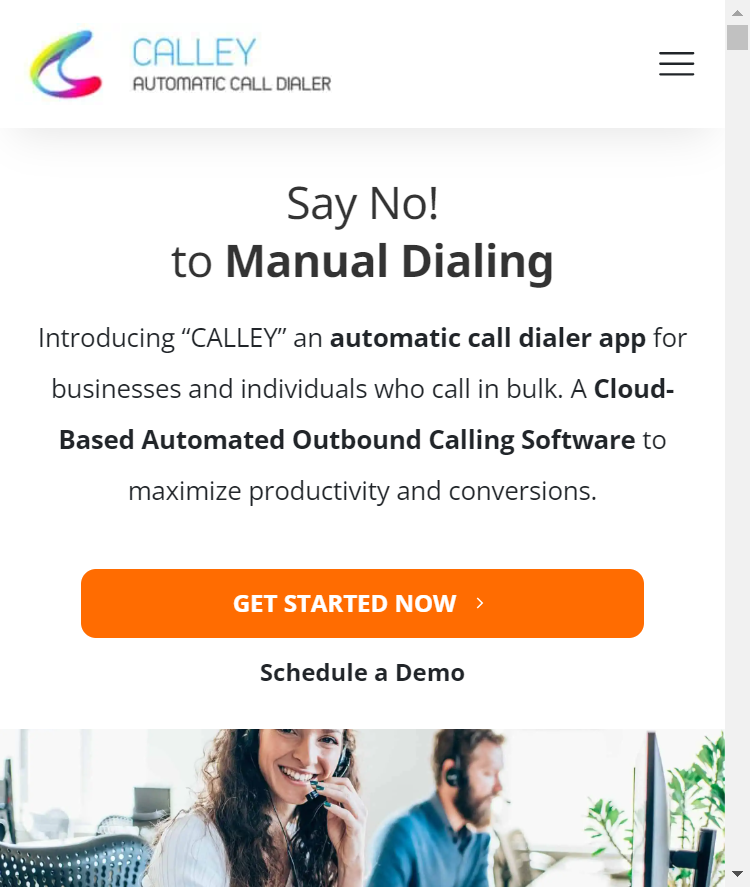 CALLEY
AUTOMATIC CALL DIALER
Say No!
to Manual Dialing
Introducing “CALLEY” an automatic call dialer app for
businesses and individuals who call in bulk. A Cloud-
Based Automated Outbound Calling Software to
maximize productivity and conversions.
GET STARTED NOW
Schedule a Demo